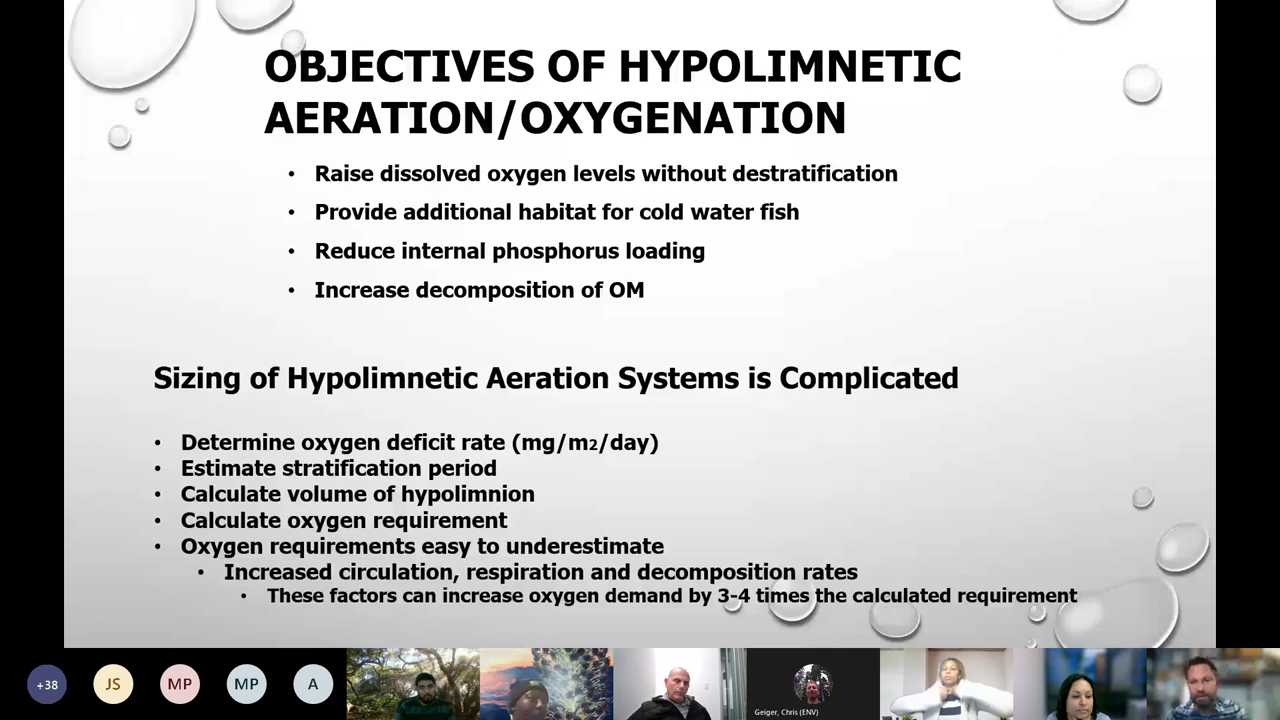 OBJECTIVES OF HYPOLIMNETIC
AERATION/OXYGENATION
• Raise dissolved oxygen levels without destratification
• Provide additional habitat for cold water fish
• Reduce internal phosphorus loading
• Increase decomposition of OM
Sizing of Hypolimnetic Aeration Systems is Complicated
• Determine oxygen deficit rate (mg/m2/day)
• Estimate stratification period
• Calculate volume of hypolimnion
• Calculate oxygen requirement
• Oxygen requirements easy to underestimate
• Increased circulation, respiration and decomposition rates
• These factors can increase oxygen demand by 3-4 times the calculated requirement
+38 JS MP MP A
Geiger, Chris (ENV)